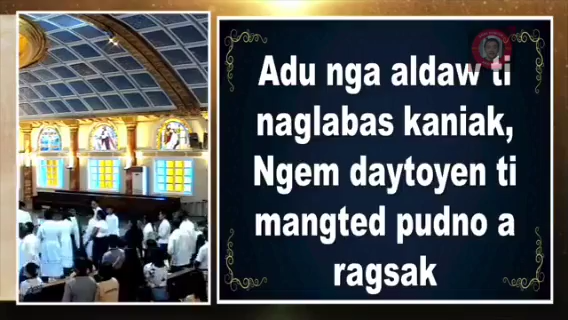 Adu nga aldaw ti
naglabas kaniak,
Ngem daytoyen ti
mangted pudno a
ragsak